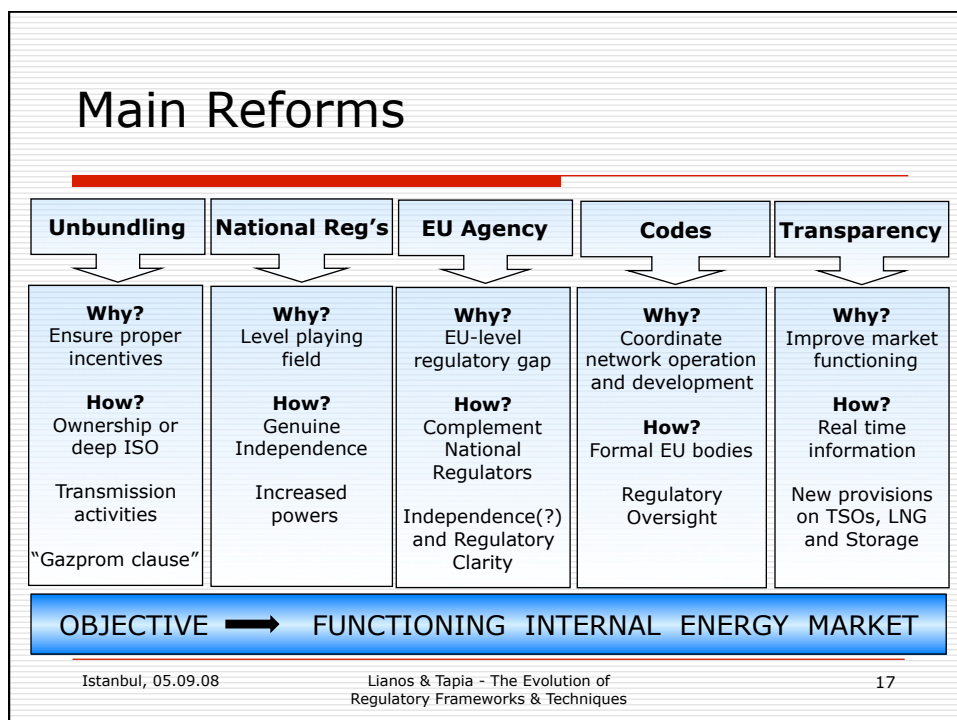 Main Reforms
Unbundling
Why?
Ensure proper
incentives
How?
Ownership or
deep ISO
Transmission
activities
“Gazprom clause”
National Reg’s
Why?
Level playing
field
How?
Genuine
Independence
Increased
powers
EU Agency
Why?
EU-level
regulatory gap
How?
Complement
National
Regulators
Independence(?)
and Regulatory
Clarity
Codes
Why?
Coordinate
network operation
and development
How?
Formal EU bodies
Regulatory
Oversight
Transparency
Why?
Improve market
functioning
How?
Real time
information
New provisions
on TSOs, LNG
and Storage
OBJECTIVE FUNCTIONING INTERNAL ENERGY MARKET
Istanbul, 05.09.08
Lianos & Tapia - The Evolution of
Regulatory Frameworks & Techniques
17